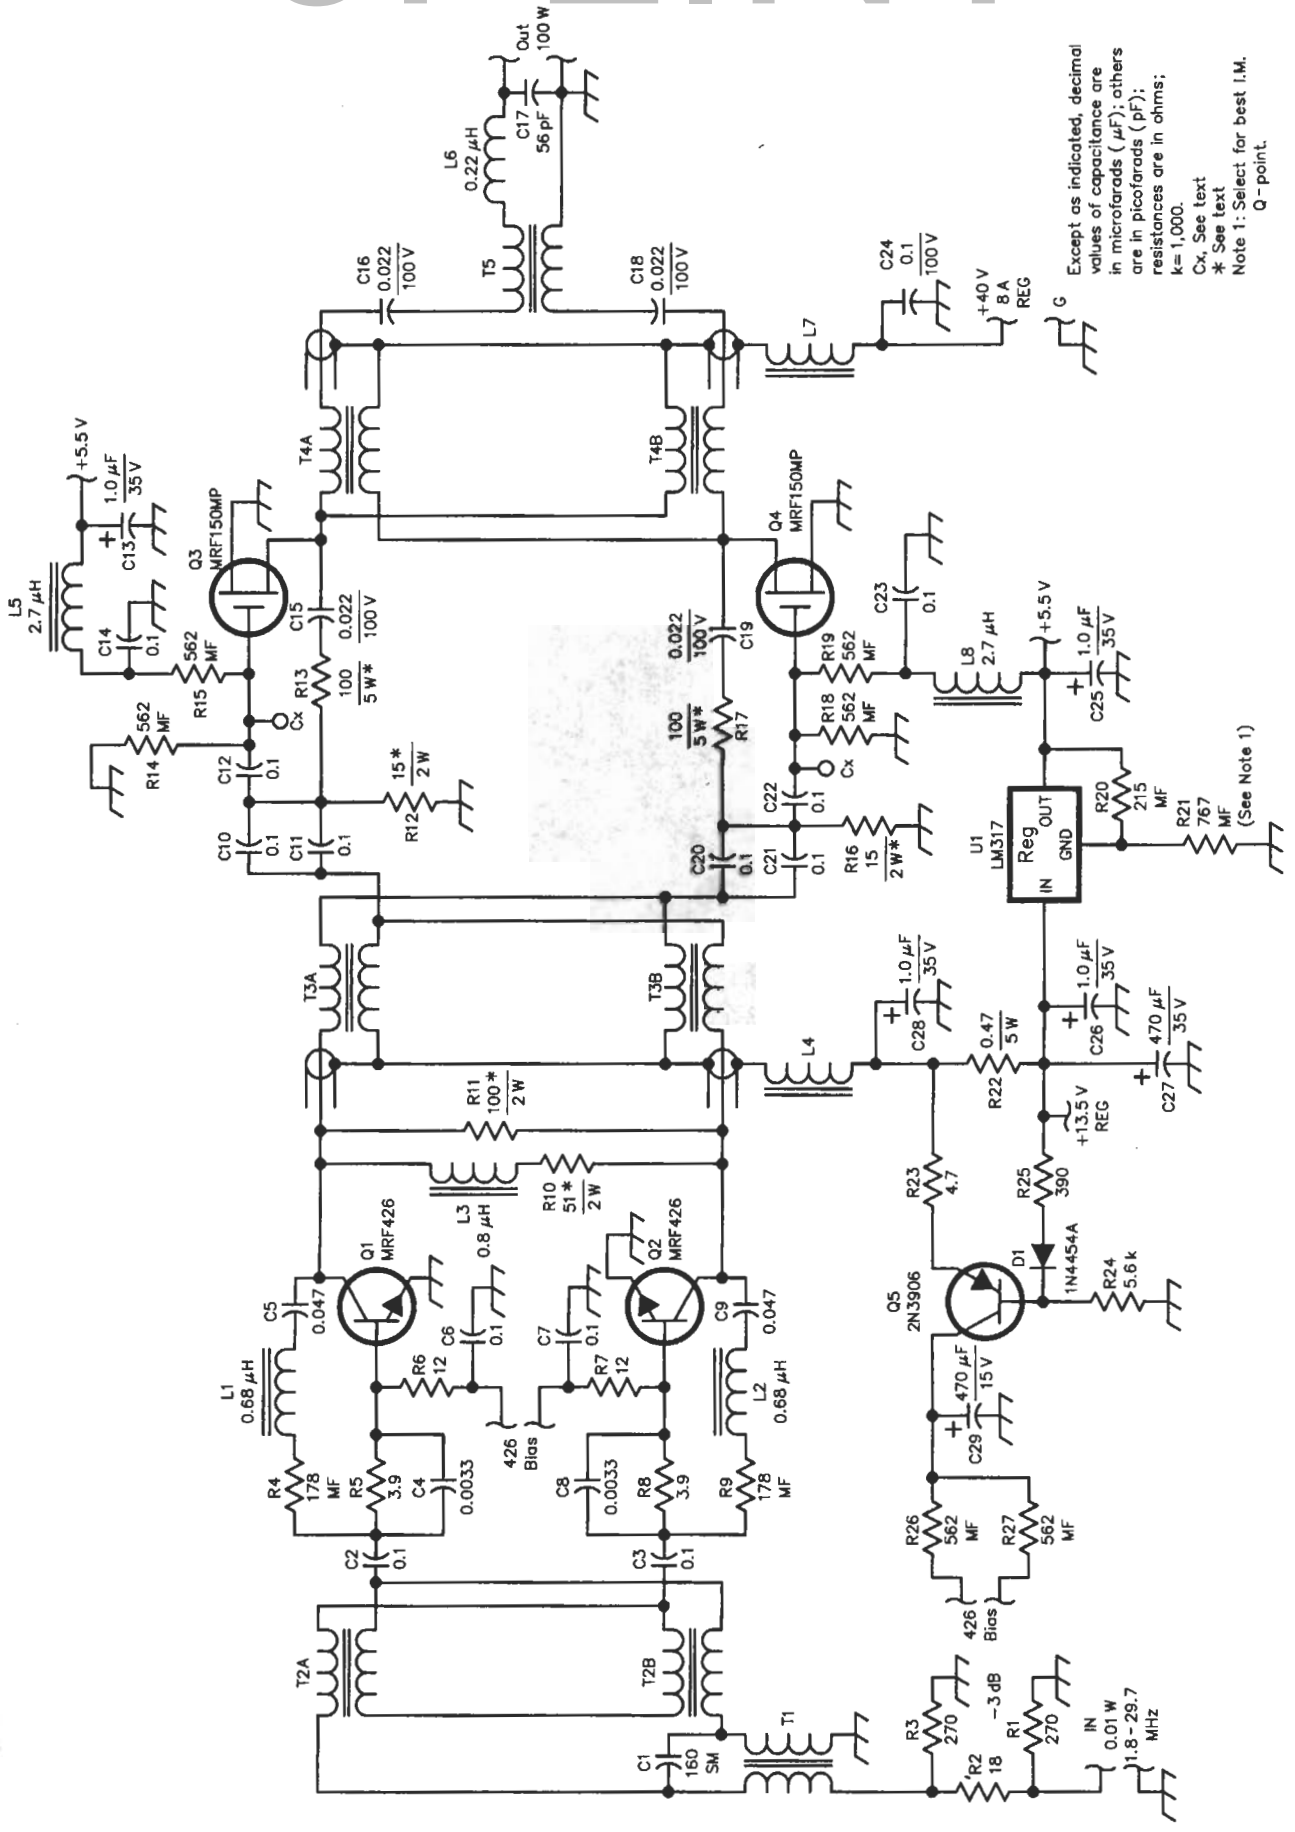 Out
100 W
C17
56 pF
L6
0.22 µH
T5
C16
0.022
100 V
C18
0.022
100 V
C24
0.1
100 V
+40 V
8 A
REG
G
L7
T4A
T4B
Except as indicated, decimal
values of capacitance are
in microfarads ( µF); others
are in picofarads ( pF);
resistances are in ohms;
k= 1,000.
Cx, See text
* See text
Note 1: Select for best I.M.
Q-point.
+5.5 V
L5
2.7 µH
+
1.0 µF
35 V
C13
C14
0.1
562
MF
R15
Q3
MRF150MP
562
MF
R14
Cx
C12
0.1
R13
100
5 W*
C15
0.022
100 V
15*
2 W
R12
C10
0.1
C11
0.1
0.022
100 V
C19
100
5 W*
R17
Q4
MRF150MP
C23
0.1
R19
562
MF
R18
562
MF
Cx
L8
2.7 µH
+5.5 V
+
1.0 µF
35 V
C25
C20
0.1
C21
0.1
C22
0.1
R16
15
2 W*
U1
LM317
Reg
OUT
GND
IN
R20
215
MF
R21
767
MF
(See Note 1)
T3A
T3B
L4
+
1.0 µF
35 V
C28
R22
0.47
5 W
+
1.0 µF
35 V
C26
+
470 µF
35 V
C27
+13.5 V
REG
R11
100*
2 W
L3
0.8 µH
R10
51*
2 W
Q1
MRF426
Q2
MRF426
C5
0.047
L1
0.68 µH
R4
178
MF
R5
3.9
C4
0.0033
R6
12
C6
0.1
C7
0.1
R7
12
426
Bias
C8
0.0033
R8
3.9
R9
178
MF
L2
0.68 µH
C9
0.047
R23
4.7
R25
390
D1
1N4454A
Q5
2N3906
R24
5.6 k
+
470 µF
15 V
C29
R26
562
MF
R27
562
MF
426
Bias
C2
0.1
C3
0.1
T2A
T2B
C1
160
SM
T1
R3
270
-3 dB
R2
18
R1
270
IN
0.01 W
1.8 - 29.7
MHz